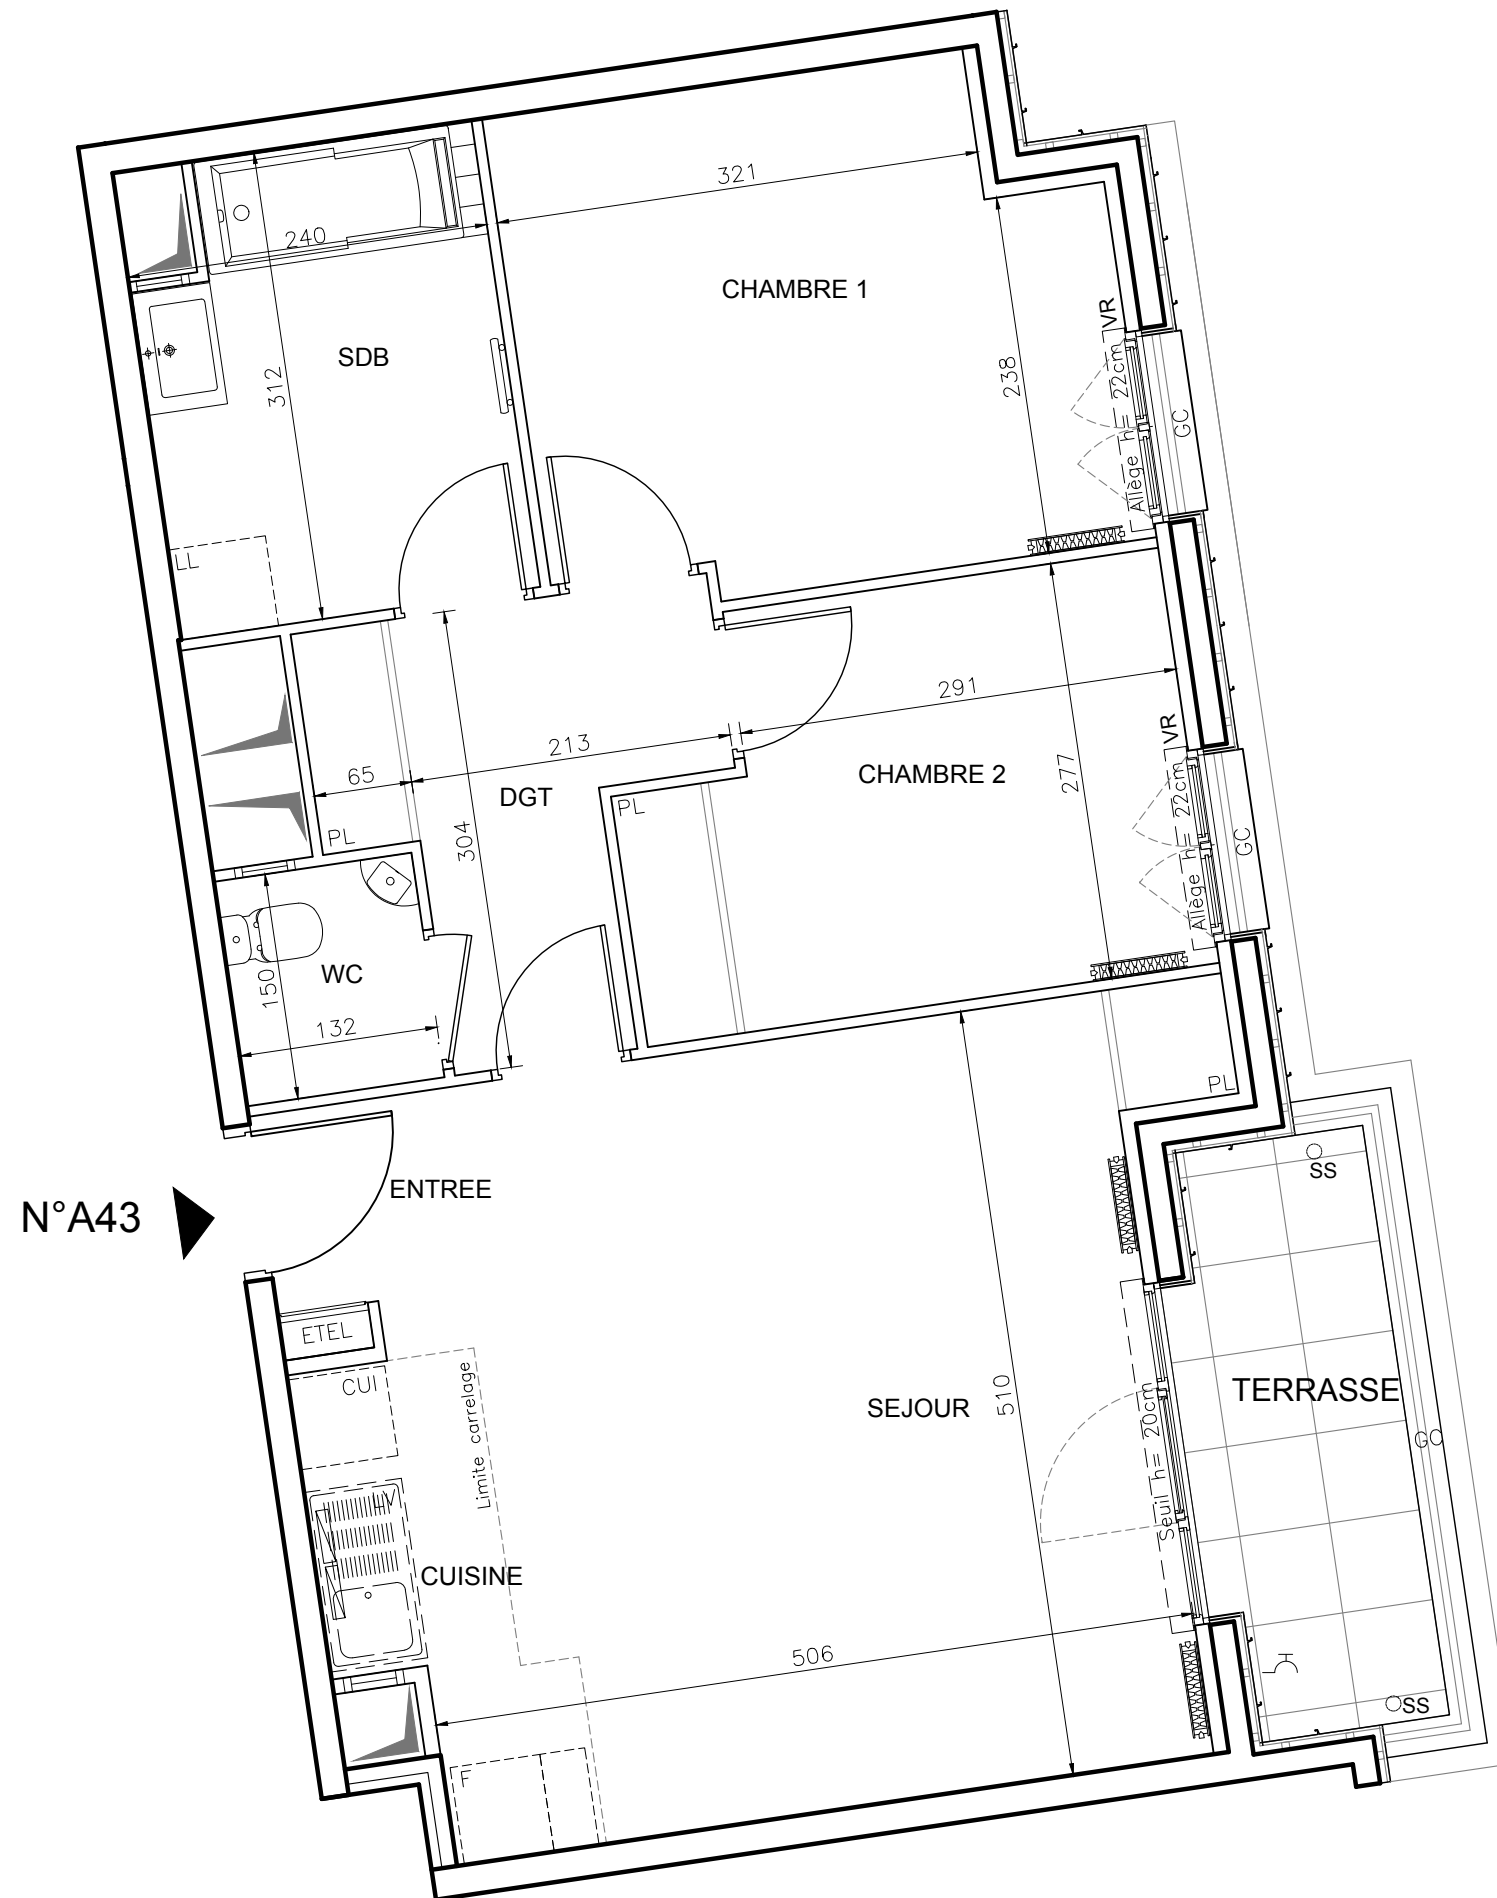 321
240
CHAMBRE 1
VR
SDB
312
238
Allège h= 22cm
GC
LL
291
VR
213
65
CHAMBRE 2
277
DGT
PL
PL
304
Allège h= 22cm
GC
WC
150
132
PL
SS
ENTREE
N°A43
ETEL
CUI
Limite carrelage
SEJOUR
510
TERRASSE
Seuil h= 20cm
GC
LV
CUISINE
506
SS
F